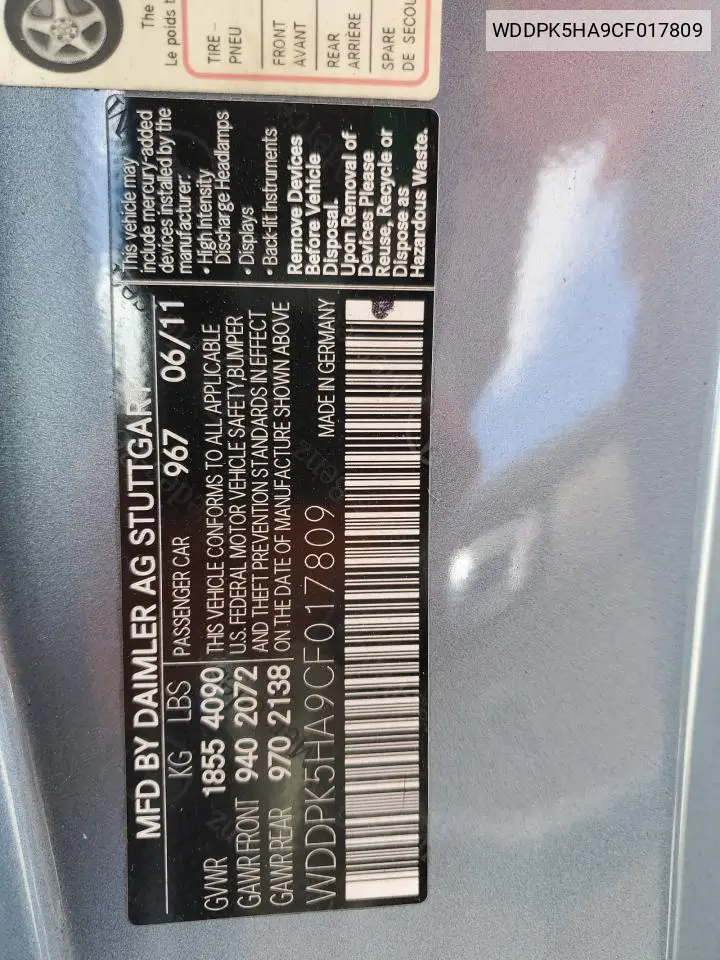 WDDPK5HA9CF017809
The
Le poids t
TIRE
PNEU
FRONT
AVANT
REAR
ARRIÈRE
SPARE
DE SECOU
MFD BY DAIMLER AG STUTTGART
KG LBS PASSENGER CAR 967 06/11
GVWR 1855 4090
GAWR FRONT 940 2072
GAWR REAR 970 2138
THIS VEHICLE CONFORMS TO ALL APPLICABLE
U.S. FEDERAL MOTOR VEHICLE SAFETY,BUMPER
AND THEFT PREVENTION STANDARDS IN EFFECT
ON THE DATE OF MANUFACTURE SHOWN ABOVE
WDDPK5HA9CF017809 MADE IN GERMANY
This vehicle may
include mercury-added
devices installed by the
manufacturer:
• High Intensity
Discharge Headlamps
• Displays
• Back-lit Instruments
Remove Devices
Before Vehicle
Disposal.
Upon Removal of
Devices Please
Reuse, Recycle or
Dispose as
Hazardous Waste.